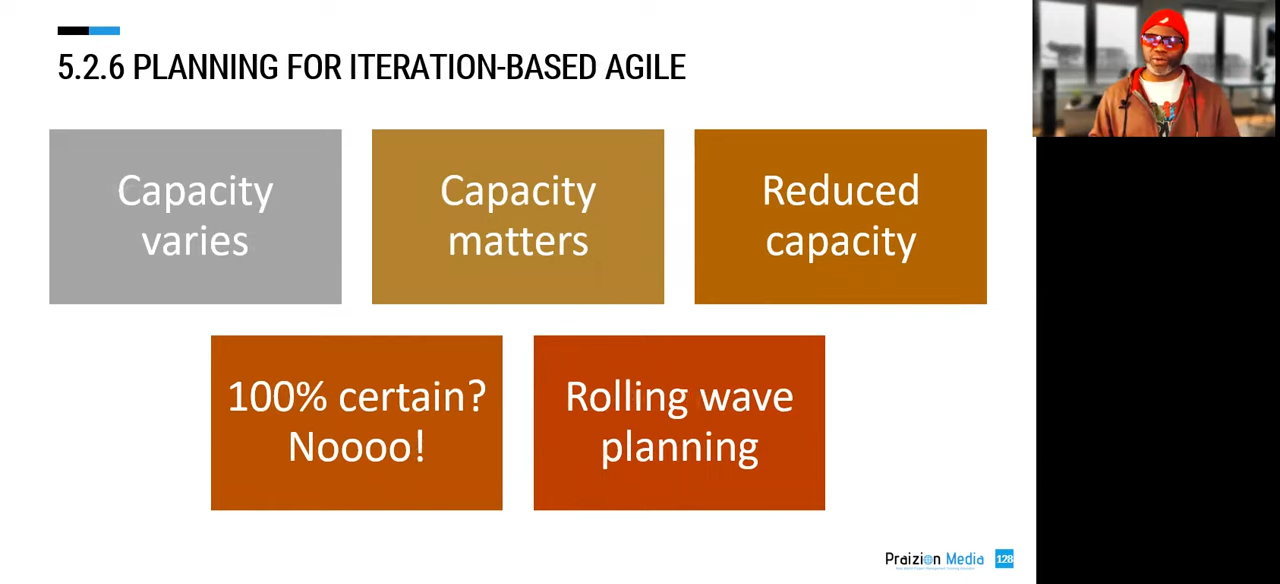 5.2.6 PLANNING FOR ITERATION-BASED AGILE
Capacity
varies
Capacity
matters
Reduced
capacity
100% certain?
Noooo!
Rolling wave
planning
Praizion Media
128